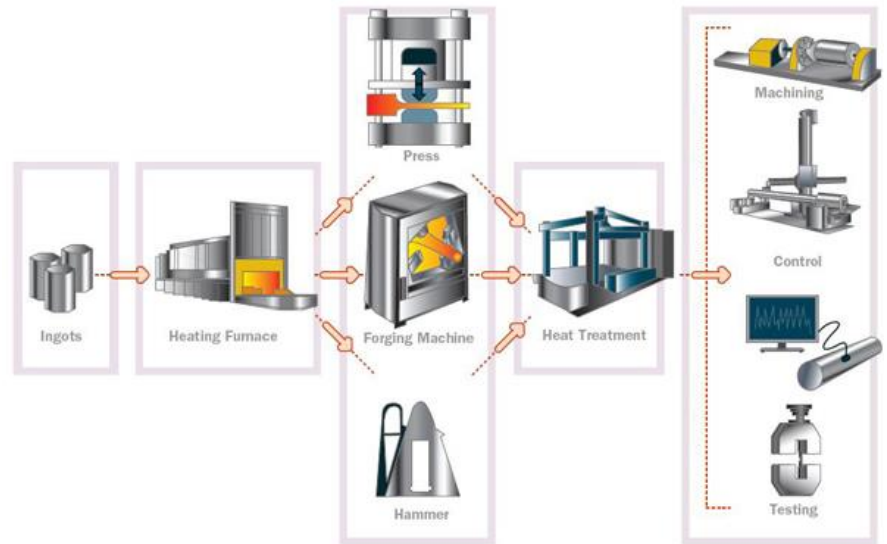 Ingots
Heating Furnace
Press
Forging Machine
Hammer
Heat Treatment
Machining
Control
Testing